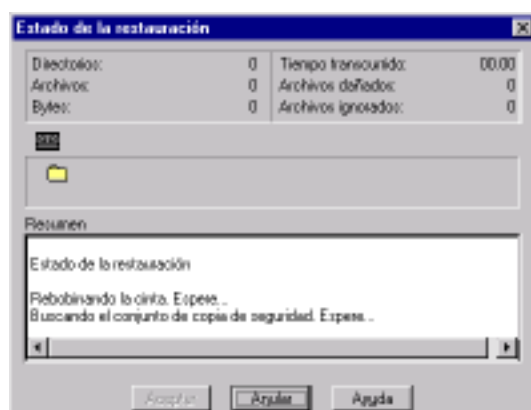 Estado de la restauración
Directorios: 0 Tiempo transcurrido: 00:00
Archivos: 0 Archivos dañados: 0
Bytes: 0 Archivos ignorados: 0
Resumen
Estado de la restauración
Rebobinando la cinta. Espere...
Buscando el conjunto de copia de seguridad. Espere...
Aceptar Anular Ayuda